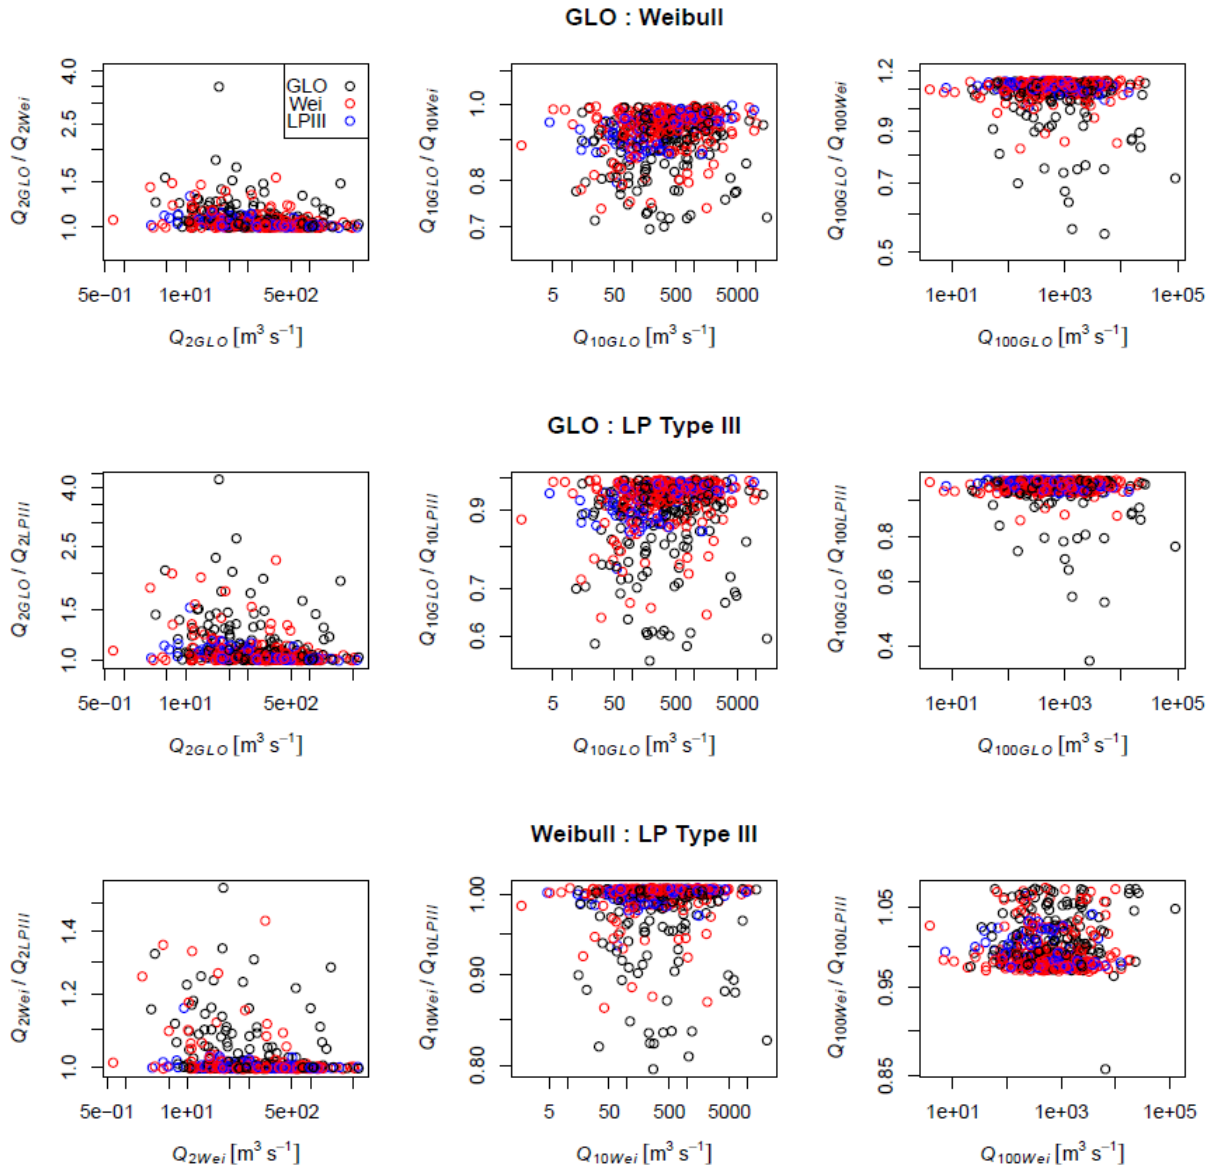 GLO : Weibull
Q2GLO / Q2Wei
4.0
2.5
1.5
1.0
GLO
Wei
LPIII
5e−01 1e+01 5e+02
Q2GLO [m³ s⁻¹]
Q10GLO / Q10Wei
1.0
0.9
0.8
0.7
5 50 500 5000
Q10GLO [m³ s⁻¹]
Q100GLO / Q100Wei
1.2
0.9
0.7
0.5
1e+01 1e+03 1e+05
Q100GLO [m³ s⁻¹]
GLO : LP Type III
Q2GLO / Q2LPIII
4.0
2.5
1.5
1.0
5e−01 1e+01 5e+02
Q2GLO [m³ s⁻¹]
Q10GLO / Q10LPIII
0.9
0.7
0.6
5 50 500 5000
Q10GLO [m³ s⁻¹]
Q100GLO / Q100LPIII
0.8
0.6
0.4
1e+01 1e+03 1e+05
Q100GLO [m³ s⁻¹]
Weibull : LP Type III
Q2Wei / Q2LPIII
1.4
1.2
1.0
5e−01 1e+01 5e+02
Q2Wei [m³ s⁻¹]
Q10Wei / Q10LPIII
1.00
0.90
0.80
5 50 500 5000
Q10Wei [m³ s⁻¹]
Q100Wei / Q100LPIII
1.05
0.95
0.85
1e+01 1e+03 1e+05
Q100Wei [m³ s⁻¹]